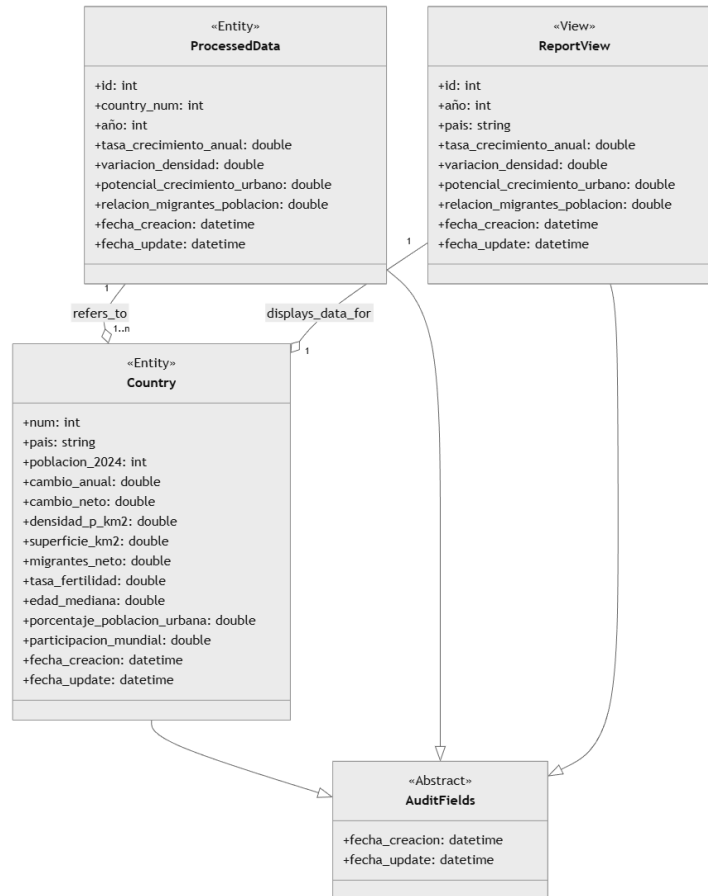 «Entity»
ProcessedData
+id: int
+country_num: int
+año: int
+tasa_crecimiento_anual: double
+variacion_densidad: double
+potencial_crecimiento_urbano: double
+relacion_migrantes_poblacion: double
+fecha_creacion: datetime
+fecha_update: datetime
«View»
ReportView
+id: int
+año: int
+pais: string
+tasa_crecimiento_anual: double
+variacion_densidad: double
+potencial_crecimiento_urbano: double
+relacion_migrantes_poblacion: double
+fecha_creacion: datetime
+fecha_update: datetime
1
refers_to
1..n
1
displays_data_for
1
«Entity»
Country
+num: int
+pais: string
+poblacion_2024: int
+cambio_anual: double
+cambio_neto: double
+densidad_p_km2: double
+superficie_km2: double
+migrantes_neto: double
+tasa_fertilidad: double
+edad_mediana: double
+porcentaje_poblacion_urbana: double
+participacion_mundial: double
+fecha_creacion: datetime
+fecha_update: datetime
«Abstract»
AuditFields
+fecha_creacion: datetime
+fecha_update: datetime